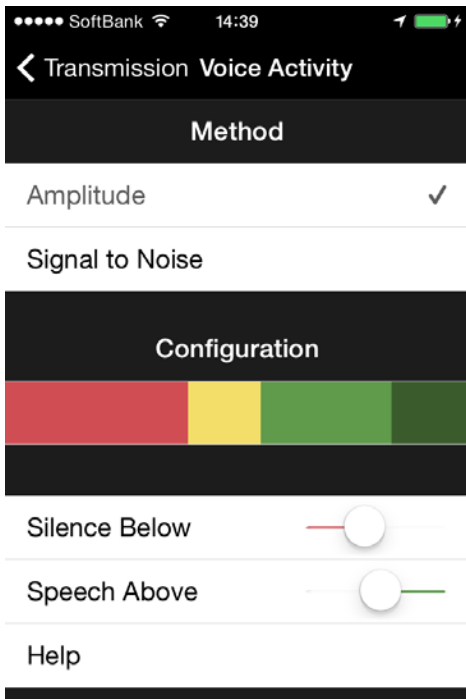 SoftBank 14:39
Transmission Voice Activity
Method
Amplitude
Signal to Noise
Configuration
Silence Below
Speech Above
Help